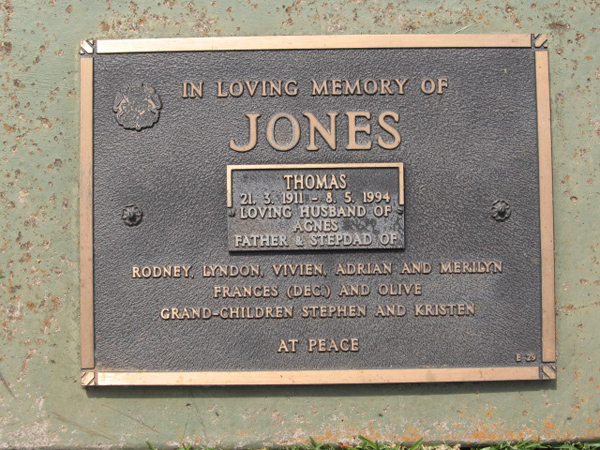 IN LOVING MEMORY OF
JONES
THOMAS
21. 3. 1911 - 8. 5. 1994
LOVING HUSBAND OF
AGNES
FATHER & STEPDAD OF
RODNEY, LYNDON, VIVIEN, ADRIAN AND MERILYN
FRANCES (DEC.) AND OLIVE
GRAND-CHILDREN STEPHEN AND KRISTEN
AT PEACE
E 29